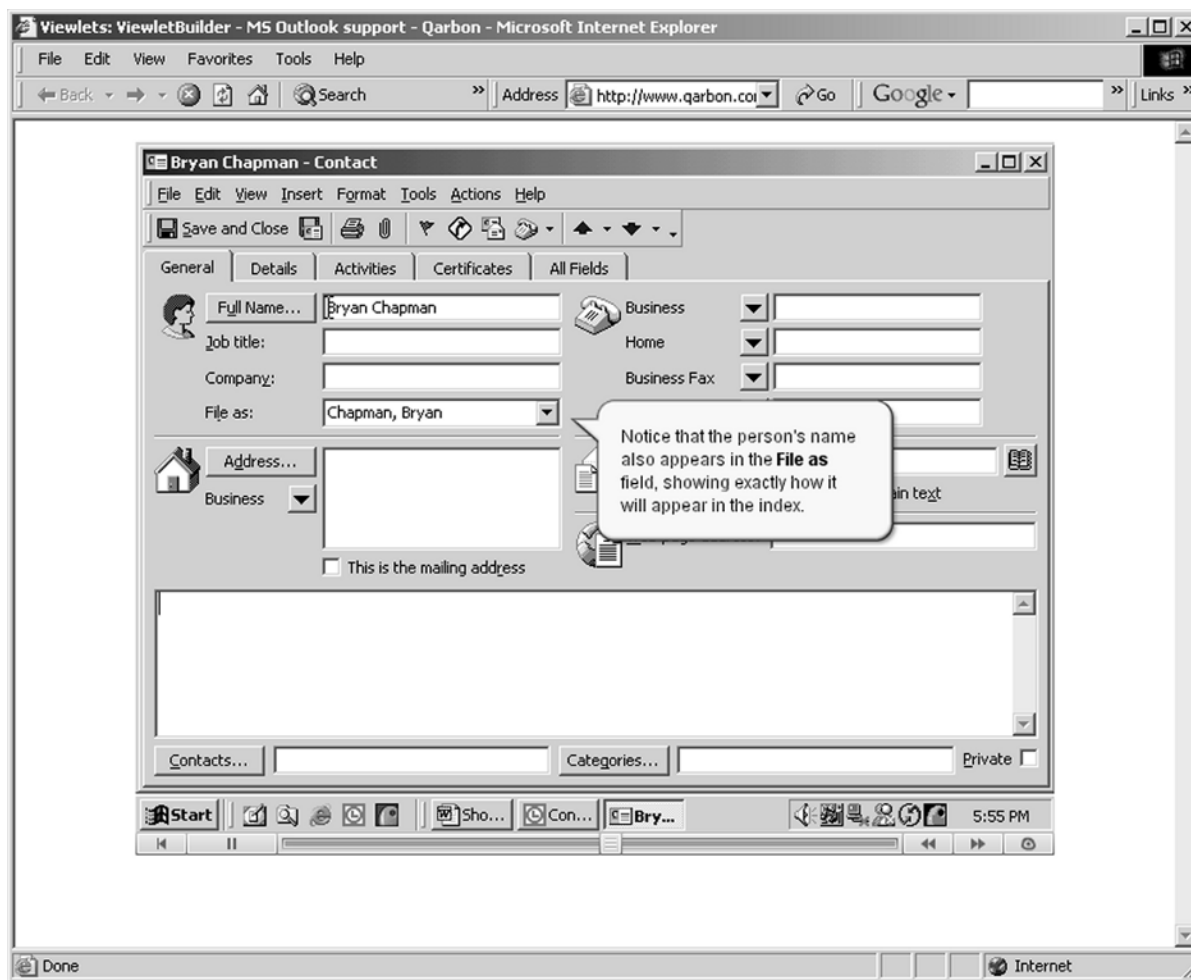 Viewlets: ViewletBuilder - MS Outlook support - Qarbon - Microsoft Internet Explorer
File Edit View Favorites Tools Help
Back Search » Address http://www.qarbon.co Go Google Links »
Bryan Chapman - Contact
File Edit View Insert Format Tools Actions Help
Save and Close
General Details Activities Certificates All Fields
Full Name... Bryan Chapman Business
Job title: Home
Company: Business Fax
File as: Chapman, Bryan
Notice that the person's name
also appears in the File as
field, showing exactly how it
will appear in the index.
Address...
Business
text
This is the mailing address
Contacts... Categories... Private
Start Sho... Con... Bry... 5:55 PM
Done Internet